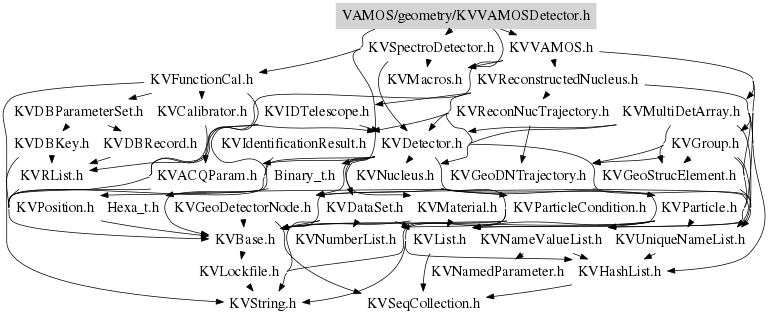 VAMOS/geometry/KVVAMOSDetector.h
KVSpectroDetector.h KVVAMOS.h
KVFunctionCal.h KVMacros.h KVReconstructedNucleus.h
KVDBParameterSet.h KVCalibrator.h KVIDTelescope.h KVReconNucTrajectory.h KVMultiDetArray.h
KVDBKey.h KVDBRecord.h KVIdentificationResult.h KVDetector.h KVGroup.h
KVRList.h KVACQParam.h Binary_t.h KVNucleus.h KVGeoDNTrajectory.h KVGeoStrucElement.h
KVPosition.h Hexa_t.h KVGeoDetectorNode.h KVDataSet.h KVMaterial.h KVParticleCondition.h KVParticle.h
KVBase.h KVNumberList.h KVList.h KVNameValueList.h KVUniqueNameList.h
KVLockfile.h KVNamedParameter.h KVHashList.h
KVString.h KVSeqCollection.h